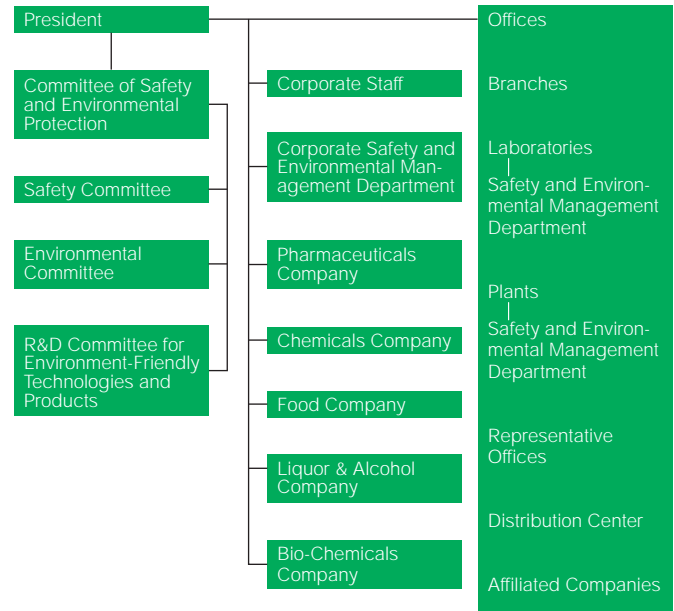 President
Committee of Safety
and Environmental
Protection
Safety Committee
Environmental
Committee
R&D Committee for
Environment-Friendly
Technologies and
Products
Corporate Staff
Corporate Safety and
Environmental Man-
agement Department
Pharmaceuticals
Company
Chemicals Company
Food Company
Liquor & Alcohol
Company
Bio-Chemicals
Company
Offices
Branches
Laboratories
Safety and Environ-
mental Management
Department
Plants
Safety and Environ-
mental Management
Department
Representative
Offices
Distribution Center
Affiliated Companies